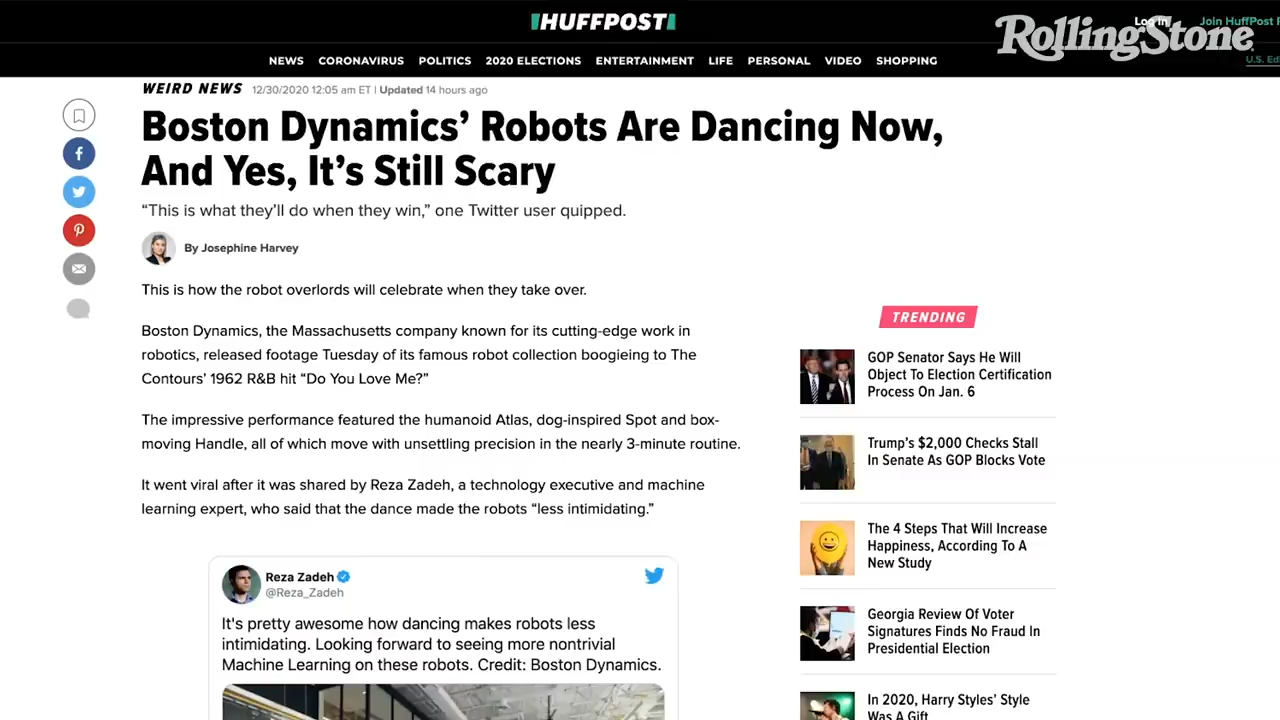 HUFFPOST
Log In
Join HuffPost
RollingStone
NEWS CORONAVIRUS POLITICS 2020 ELECTIONS ENTERTAINMENT LIFE PERSONAL VIDEO SHOPPING
U.S.
WEIRD NEWS 12/30/2020 12:05 am ET | Updated 14 hours ago
Boston Dynamics’ Robots Are Dancing Now,
And Yes, It’s Still Scary
“This is what they’ll do when they win,” one Twitter user quipped.
By Josephine Harvey
This is how the robot overlords will celebrate when they take over.
Boston Dynamics, the Massachusetts company known for its cutting-edge work in
robotics, released footage Tuesday of its famous robot collection boogieing to The
Contours’ 1962 R&B hit “Do You Love Me?”
The impressive performance featured the humanoid Atlas, dog-inspired Spot and box-
moving Handle, all of which move with unsettling precision in the nearly 3-minute routine.
It went viral after it was shared by Reza Zadeh, a technology executive and machine
learning expert, who said that the dance made the robots “less intimidating.”
Reza Zadeh
@Reza_Zadeh
It's pretty awesome how dancing makes robots less
intimidating. Looking forward to seeing more nontrivial
Machine Learning on these robots. Credit: Boston Dynamics.
TRENDING
GOP Senator Says He Will
Object To Election Certification
Process On Jan. 6
Trump’s $2,000 Checks Stall
In Senate As GOP Blocks Vote
The 4 Steps That Will Increase
Happiness, According To A
New Study
Georgia Review Of Voter
Signatures Finds No Fraud In
Presidential Election
In 2020, Harry Styles’ Style
Was A Gift